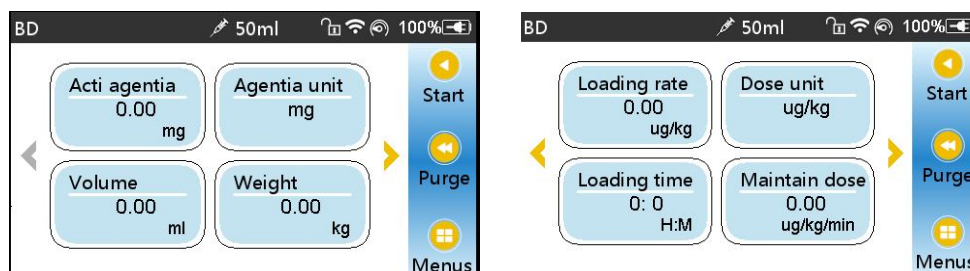 BD 50ml 100%
Acti agentia
0.00
mg
Agentia unit
mg
Volume
0.00
ml
Weight
0.00
kg
Start
Purge
Menus
BD 50ml 100%
Loading rate
0.00
ug/kg
Dose unit
ug/kg
Loading time
0: 0
H:M
Maintain dose
0.00
ug/kg/min
Start
Purge
Menus